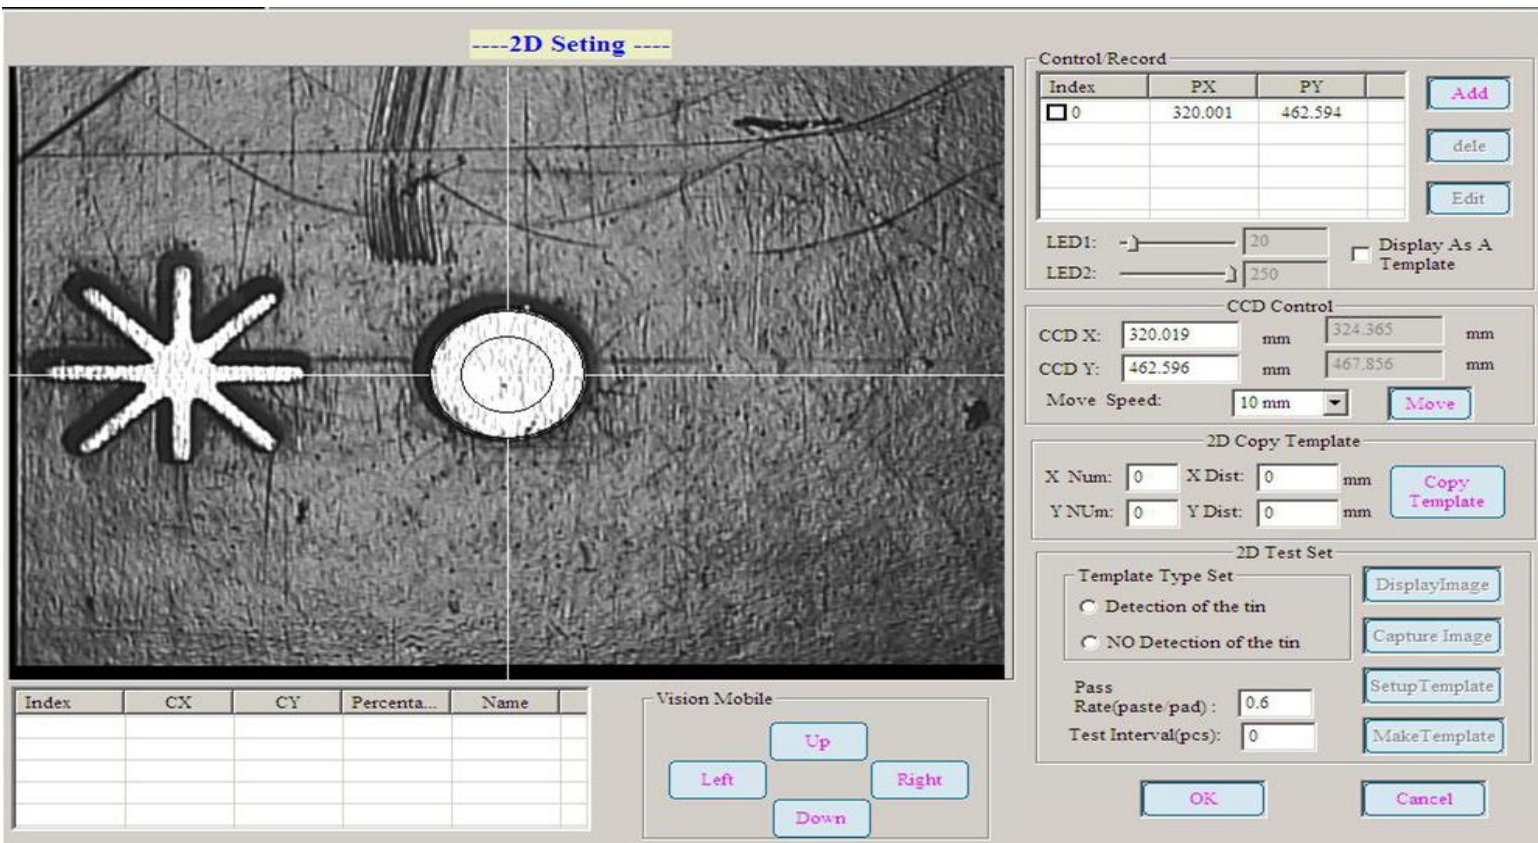 ----2D Seting ----
Control/Record
Index PX PY
0 320.001 462.594
Add
dele
Edit
LED1: 20
LED2: 250
Display As A
Template
CCD Control
CCD X: 320.019 mm 324.365 mm
CCD Y: 462.596 mm 467.856 mm
Move Speed: 10 mm Move
2D Copy Template
X Num: 0 X Dist: 0 mm
Y NUm: 0 Y Dist: 0 mm
Copy
Template
2D Test Set
Template Type Set
Detection of the tin
NO Detection of the tin
DisplayImage
Capture Image
SetupTemplate
MakeTemplate
Pass
Rate(paste/pad) : 0.6
Test Interval(pcs): 0
Index CX CY Percenta... Name
Vision Mobile
Up
Left Right
Down
OK Cancel